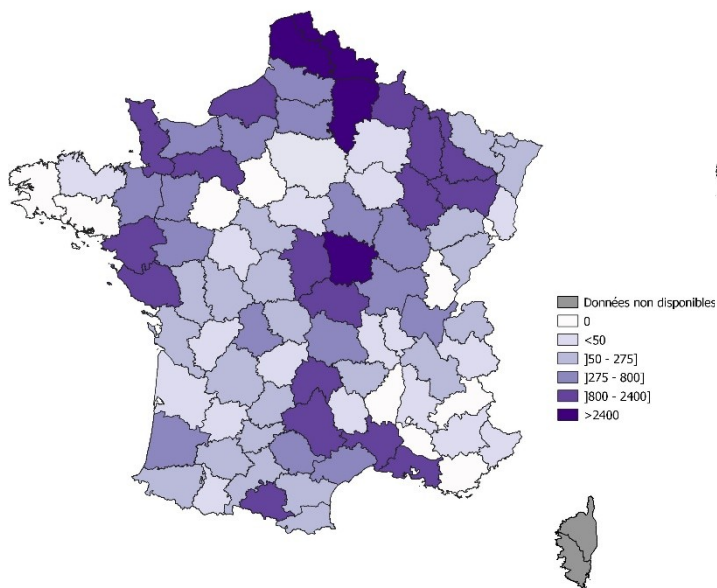 Données non disponibles
0
<50
]50 - 275]
]275 - 800]
]800 - 2400]
>2400